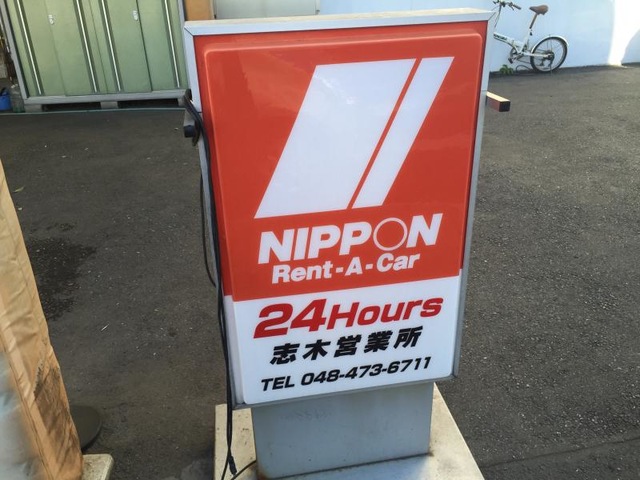 NIPPON
Rent-A-Car
24Hours
志木営業所
TEL 048-473-6711